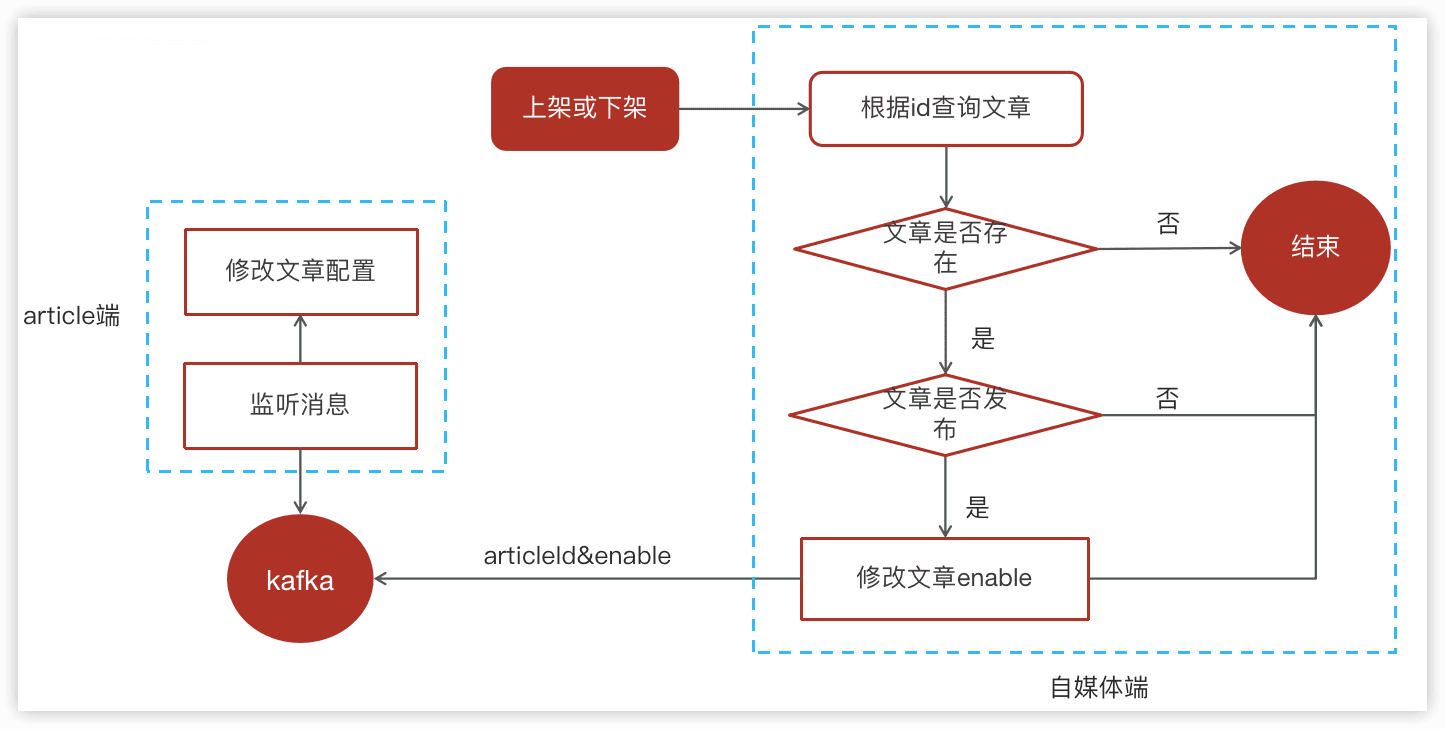 上架或下架
根据id查询文章
文章是否存
在
否
结束
是
文章是否发
布
否
是
修改文章enable
articleId&enable
kafka
修改文章配置
监听消息
article端
自媒体端